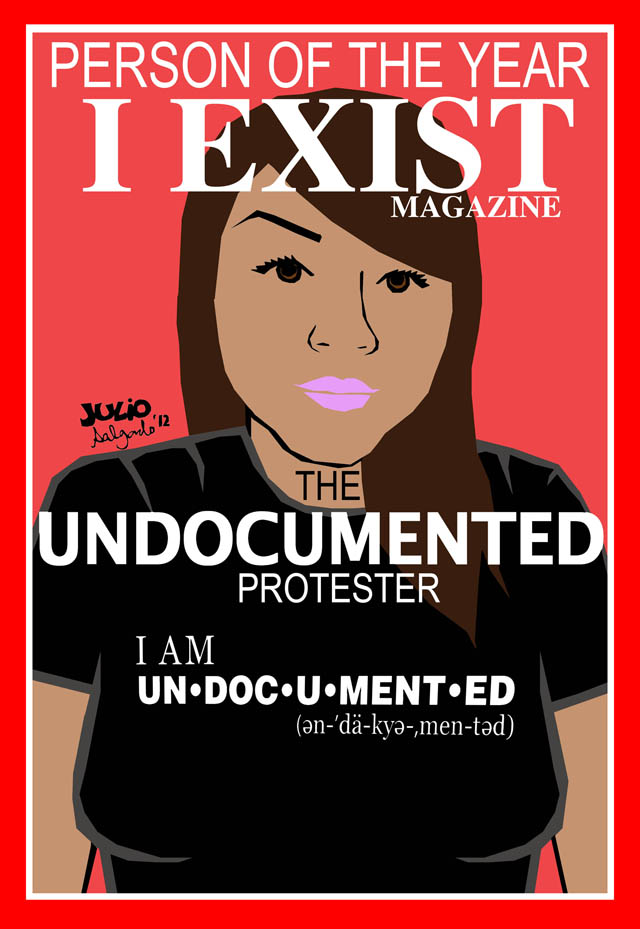 PERSON OF THE YEAR
I EXIST
MAGAZINE
JULIO
Salgado '12
THE
UNDOCUMENTED
PROTESTER
I AM
UN•DOC•U•MENT•ED
(ən-ˈdä-kyə-ˌmen-təd)